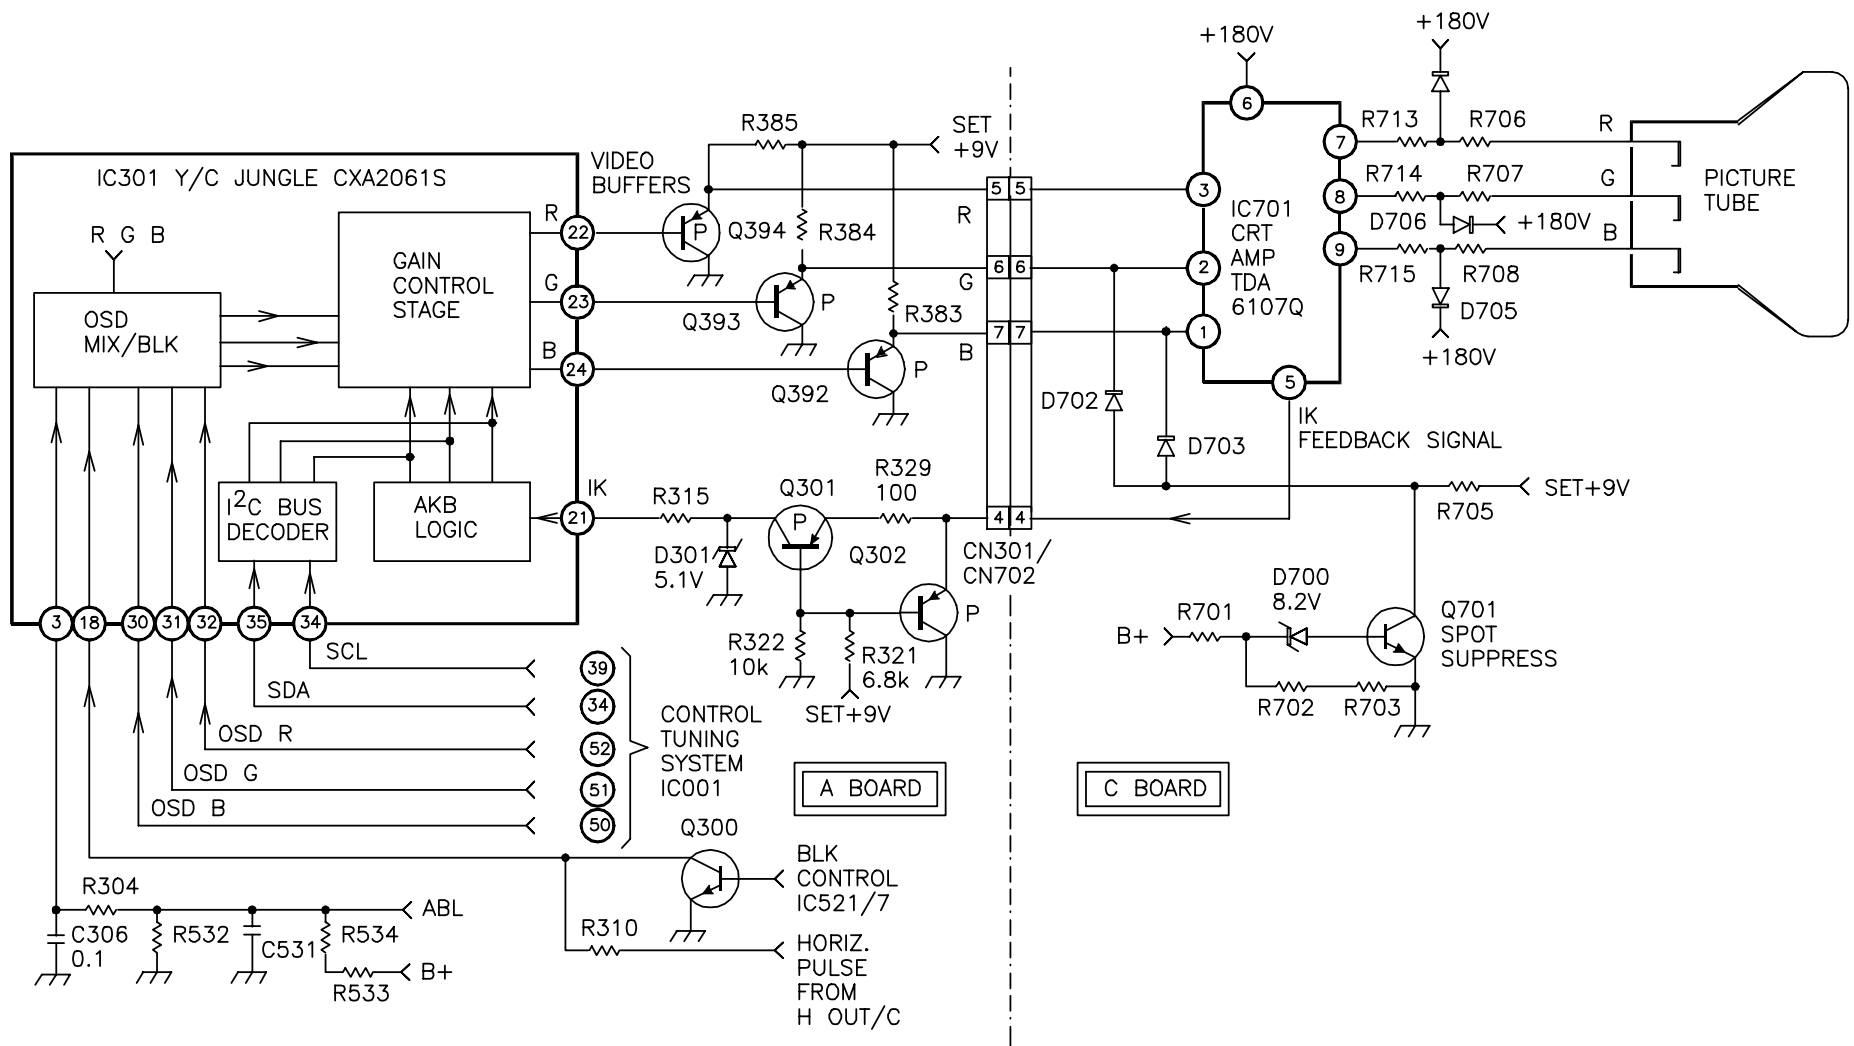 +180V
+180V
R385
SET
+9V
IC301 Y/C JUNGLE CXA2061S
VIDEO
BUFFERS
R G B
OSD
MIX/BLK
GAIN
CONTROL
STAGE
R
22
G
23
B
24
P
Q394
R384
Q393
P
R383
Q392
P
5 5
R
6 6
G
7 7
B
4 4
6
3
2
1
5
7
8
9
IC701
CRT
AMP
TDA
6107Q
R713
R706
R
R714
R707
G
D706
+180V
B
R715
R708
D705
+180V
PICTURE
TUBE
D702
D703
IK
FEEDBACK SIGNAL
SET+9V
R705
I2C BUS
DECODER
AKB
LOGIC
IK
21
R315
Q301
P
R329
100
D301
5.1V
Q302
P
CN301/
CN702
R322
10k
R321
6.8k
SET+9V
B+
R701
D700
8.2V
Q701
SPOT
SUPPRESS
R702
R703
3
18
30
31
32
35
34
SCL
39
SDA
34
OSD R
52
OSD G
51
OSD B
50
CONTROL
TUNING
SYSTEM
IC001
A BOARD
C BOARD
Q300
BLK
CONTROL
IC521/7
R304
ABL
C306
0.1
R532
C531
R534
B+
R533
R310
HORIZ.
PULSE
FROM
H OUT/C